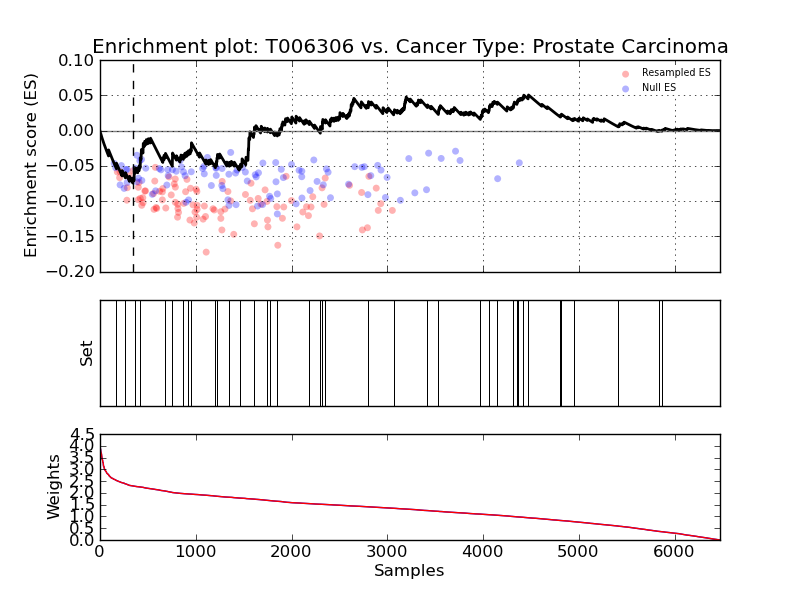 Enrichment plot: T006306 vs. Cancer Type: Prostate Carcinoma
Enrichment score (ES)
0.10
0.05
0.00
−0.05
−0.10
−0.15
−0.20
Resampled ES
Null ES
Set
Weights
4.5
4.0
3.5
3.0
2.5
2.0
1.5
1.0
0.5
0.0
0 1000 2000 3000 4000 5000 6000
Samples